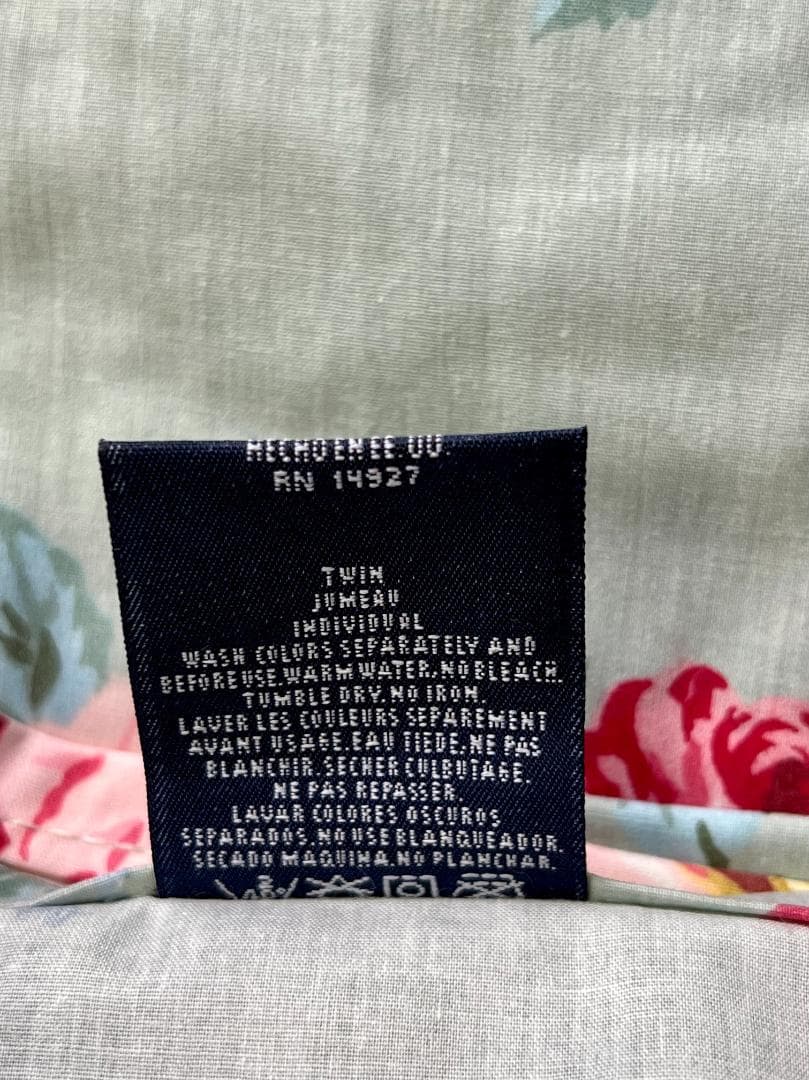 HECHO EN EE. UU
RN 14927
TWIN
JUMEAU
INDIVIDUAL
WASH COLORS SEPARATELY AND
BEFORE USE.WARM WATER.NO BLEACH.
TUMBLE DRY.NO IRON.
LAVER LES COULEURS SEPAREMENT
AVANT USAGE.EAU TIEDE.NE PAS
BLANCHIR.SECHER CULBUTAGE.
NE PAS REPASSER.
LAVAR COLORES OSCUROS
SEPARADOS.NO USE BLANQUEADOR.
SECADO MAQUINA.NO PLANCHAR.